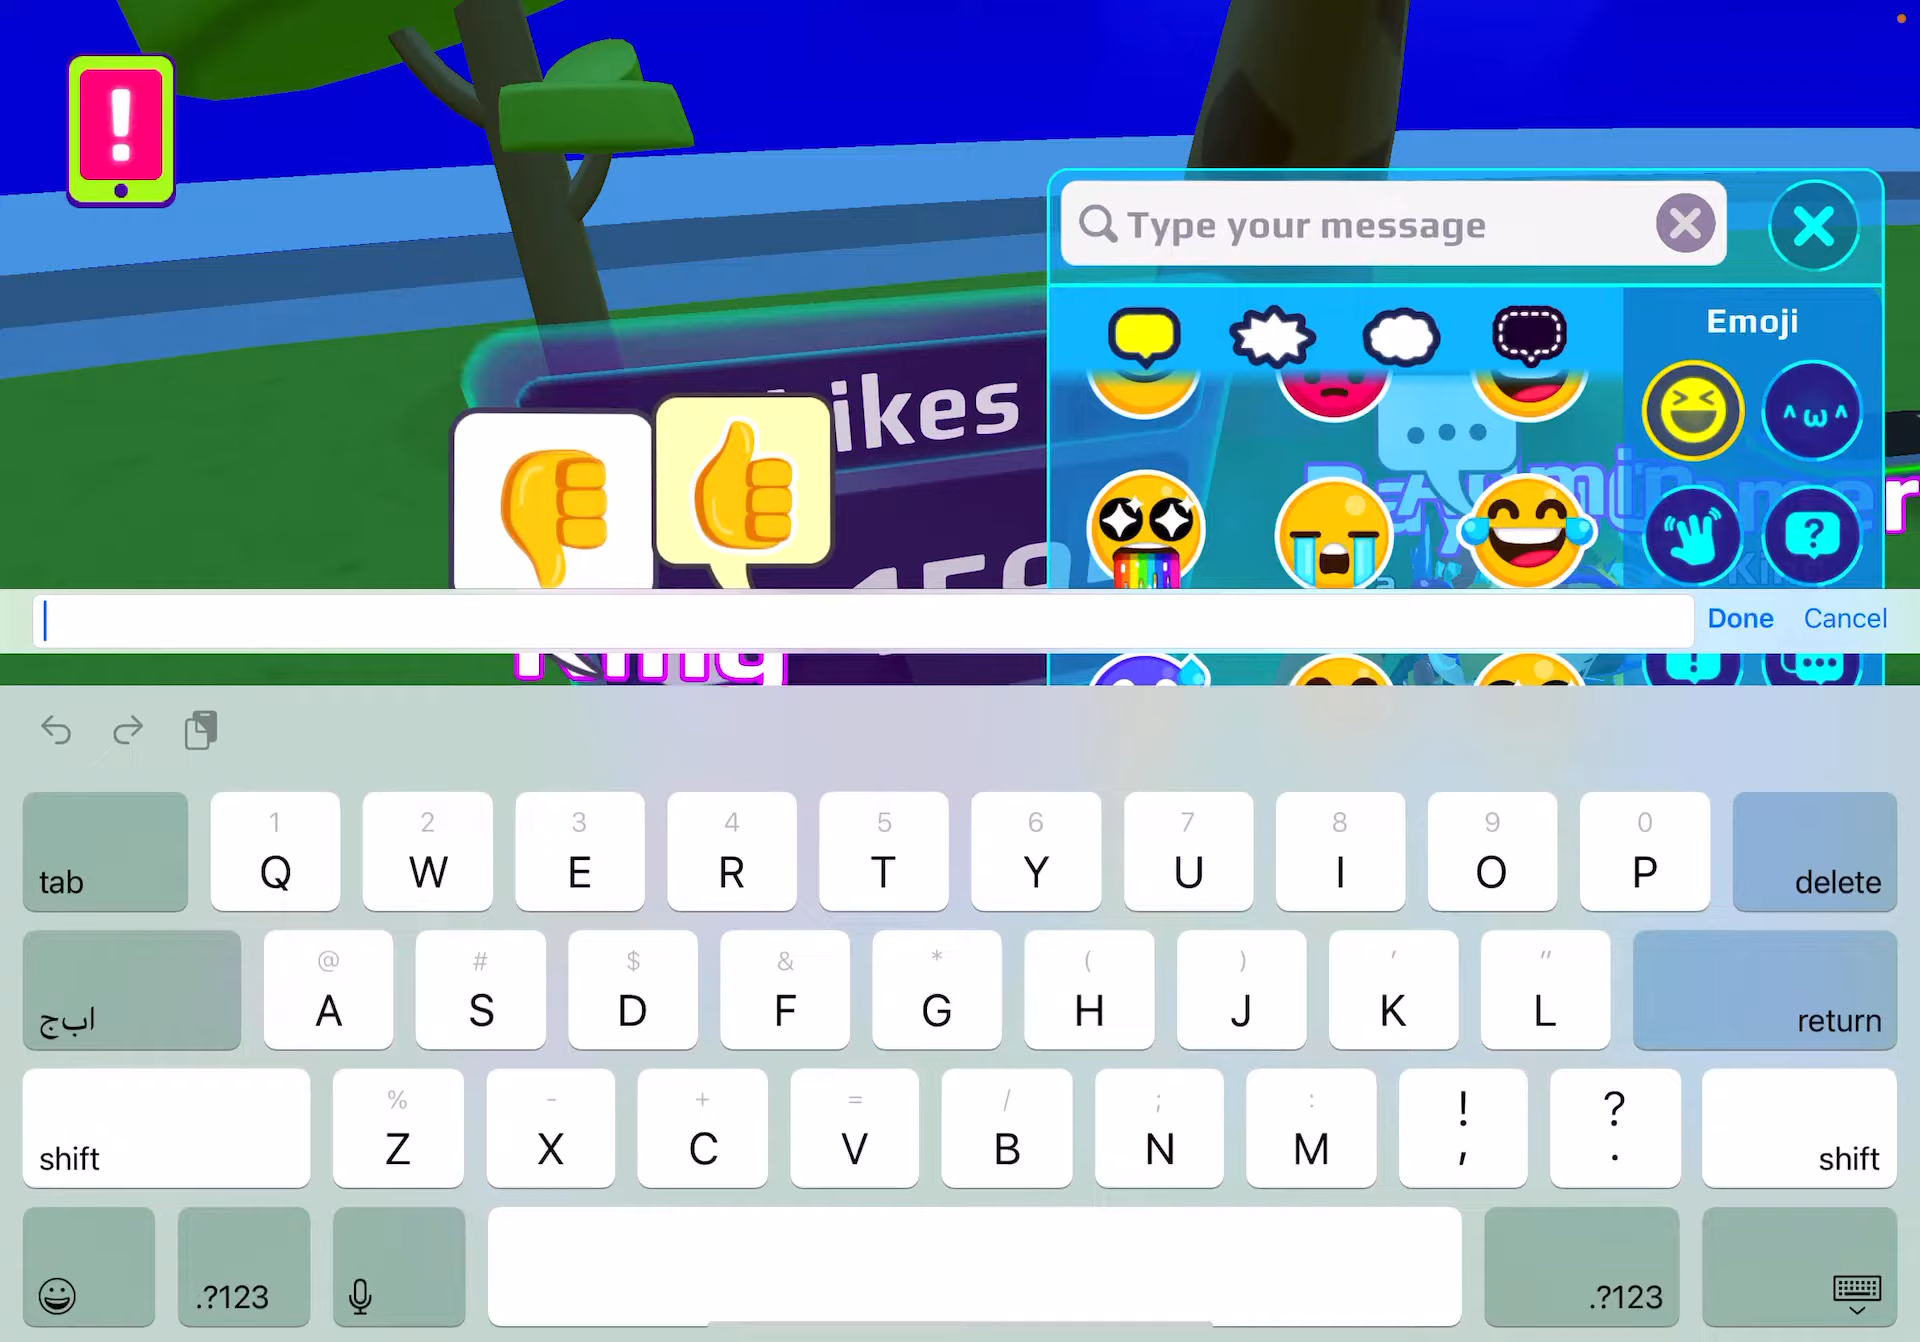 Type your message
Emoji
^ω^
ikes
Done Cancel
King
tab
1 2 3 4 5 6 7 8 9 0
Q W E R T Y U I O P
delete
ابج
@ # $ & * ( ) ' "
A S D F G H J K L
return
% - + = / ; : ! ?
shift Z X C V B N M , . shift
.?123 .?123